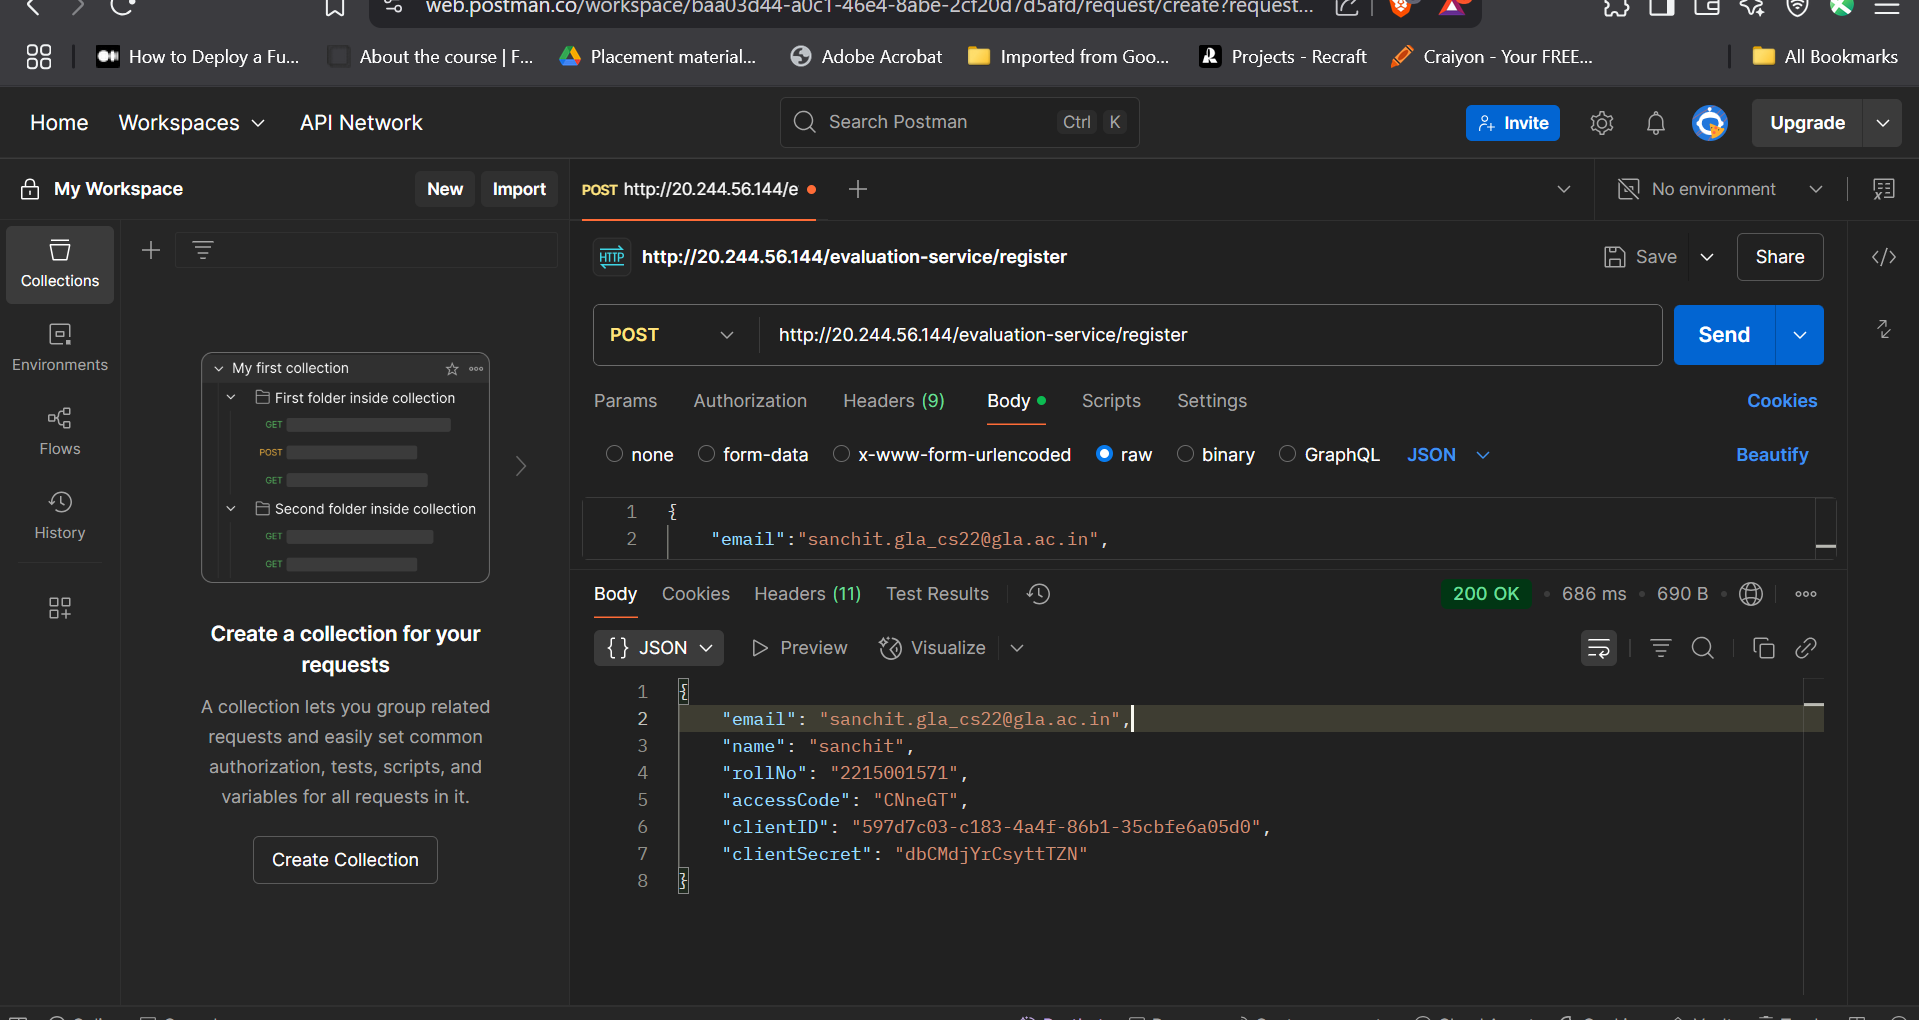 web.postman.co/workspace/baa03d44-a0c1-46e4-8abe-2cf20d7d5afd/request/create?request...
How to Deploy a Fu... About the course | F... Placement material... Adobe Acrobat Imported from Goo... Projects - Recraft Craiyon - Your FREE... All Bookmarks
Home Workspaces API Network Search Postman Ctrl K Invite Upgrade
My Workspace New Import POST http://20.244.56.144/e No environment
Collections
Environments
Flows
History
My first collection
First folder inside collection
GET
POST
GET
Second folder inside collection
GET
GET
Create a collection for your
requests
A collection lets you group related
requests and easily set common
authorization, tests, scripts, and
variables for all requests in it.
Create Collection
HTTP http://20.244.56.144/evaluation-service/register Save Share
POST http://20.244.56.144/evaluation-service/register Send
Params Authorization Headers (9) Body Scripts Settings Cookies
none form-data x-www-form-urlencoded raw binary GraphQL JSON Beautify
1 {
2 "email":"sanchit.gla_cs22@gla.ac.in",
Body Cookies Headers (11) Test Results 200 OK • 686 ms • 690 B •
{} JSON Preview Visualize
1 {
2 "email": "sanchit.gla_cs22@gla.ac.in",
3 "name": "sanchit",
4 "rollNo": "2215001571",
5 "accessCode": "CNneGT",
6 "clientID": "597d7c03-c183-4a4f-86b1-35cbfe6a05d0",
7 "clientSecret": "dbCMdjYrCsyttTZN"
8 }